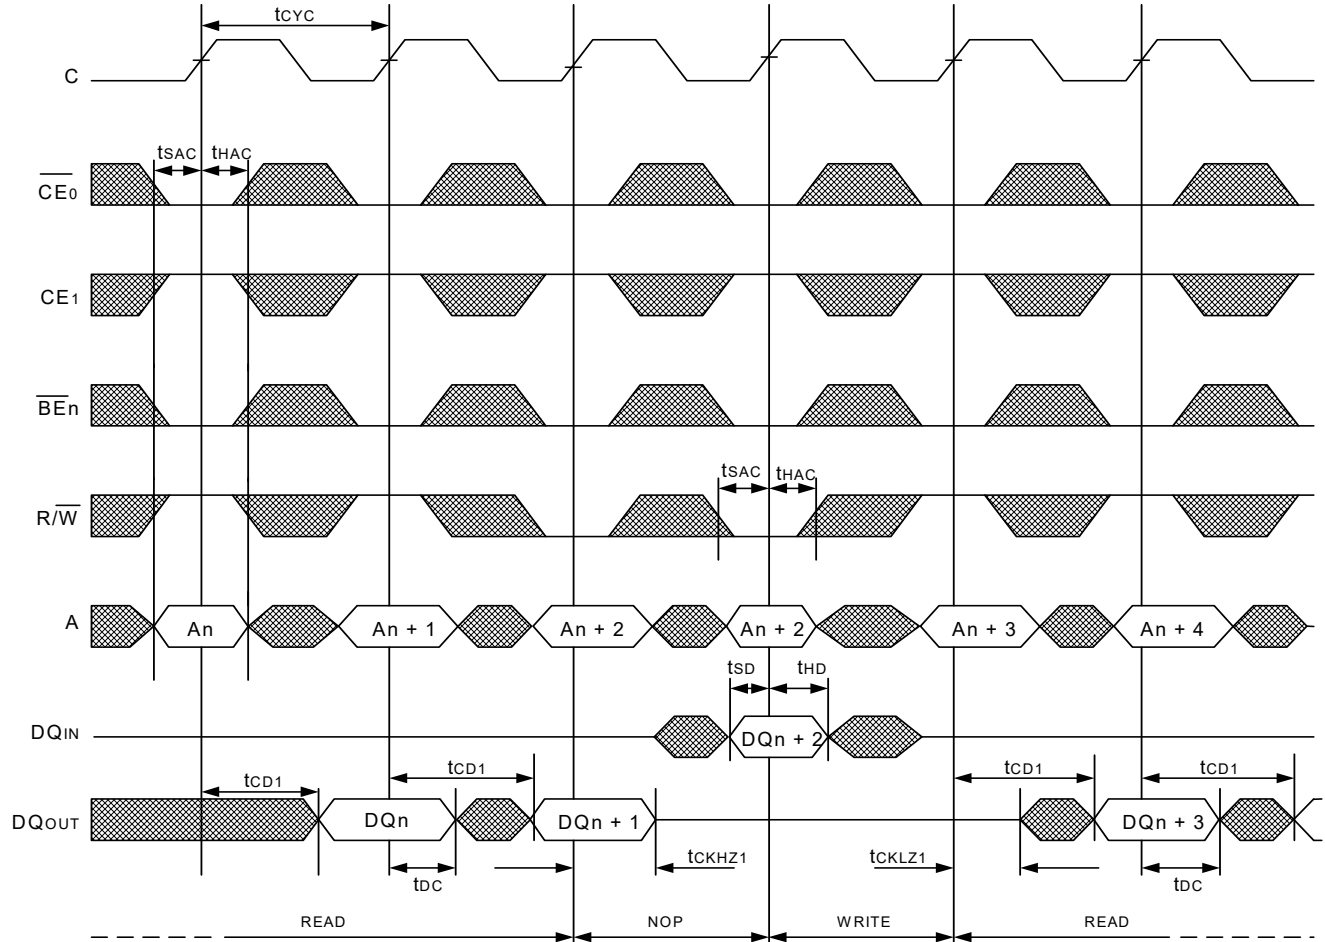 tCYC
C
tSAC tHAC
CE0
CE1
BEn
tSAC tHAC
R/W
A An An + 1 An + 2 An + 2 An + 3 An + 4
tSD tHD
DQIN DQn + 2
tCD1 tCD1 tCD1 tCD1
DQOUT DQn DQn + 1 DQn + 3
tDC tCKHZ1 tCKLZ1 tDC
READ NOP WRITE READ